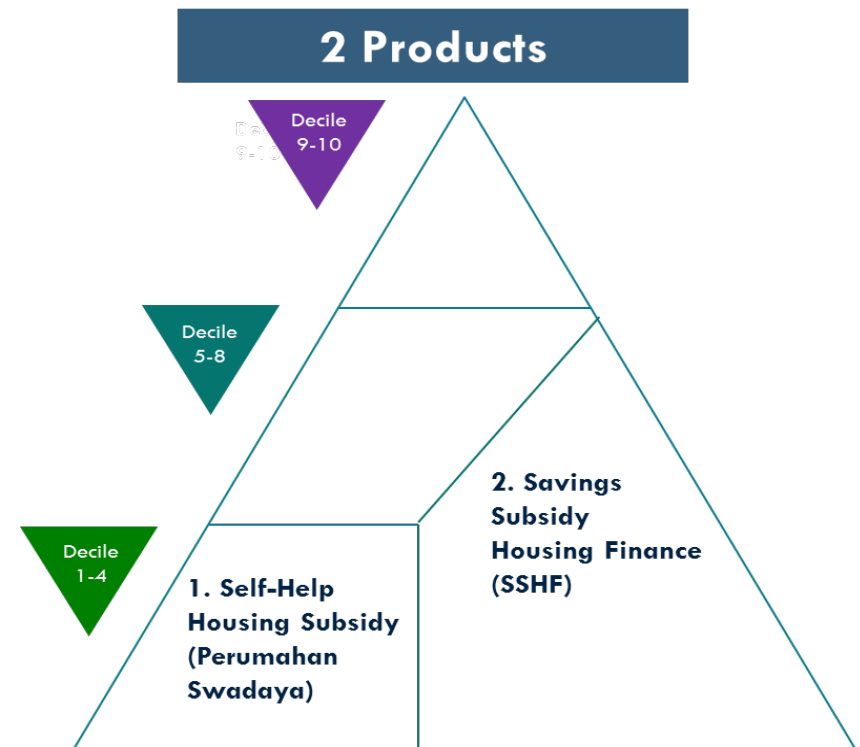 2 Products
Decile
9-10
Decile
5-8
2. Savings
Subsidy
Housing Finance
(SSHF)
Decile
1-4
1. Self-Help
Housing Subsidy
(Perumahan
Swadaya)